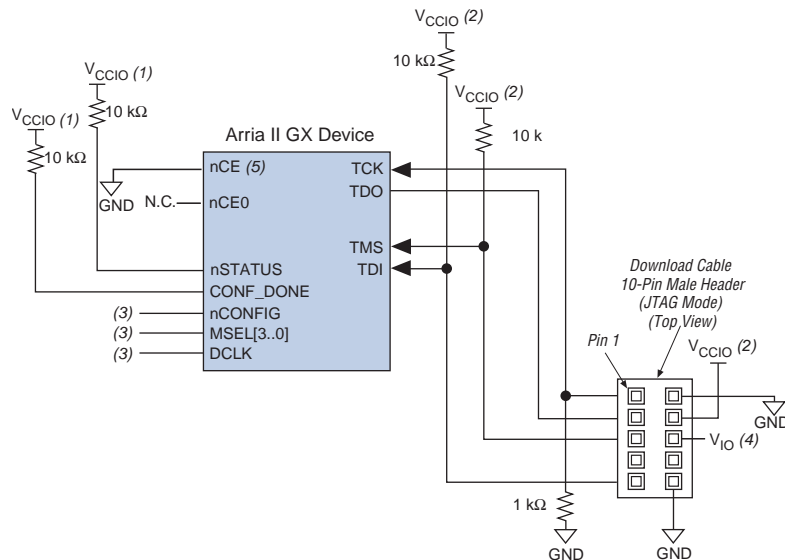 VCCIO (2)
10 kΩ
VCCIO (1)
10 kΩ
VCCIO (2)
10 k
VCCIO (1)
10 kΩ
Arria II GX Device
nCE (5)
TCK
GND
TDO
N.C.
nCE0
TMS
nSTATUS
TDI
CONF_DONE
(3)
nCONFIG
(3)
MSEL[3..0]
(3)
DCLK
Download Cable
10-Pin Male Header
(JTAG Mode)
(Top View)
Pin 1
VCCIO (2)
GND
VIO (4)
1 kΩ
GND
GND